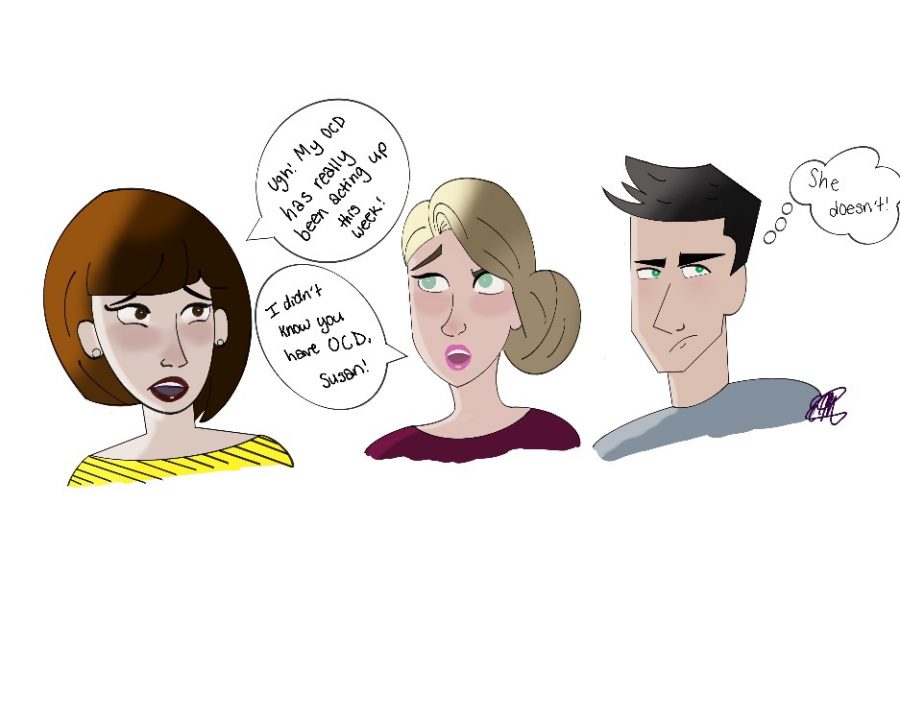 Ugh! My OCD
has really
been acting up
this
week!
I didn't
know you
have OCD,
Susan!
She
doesn't!